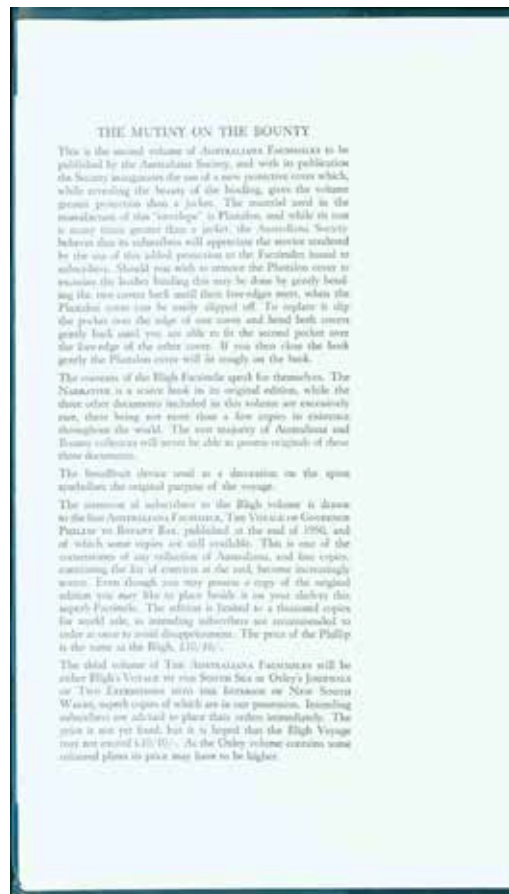 THE MUTINY ON THE BOUNTY
This is the second volume of AUSTRALIANA FACSIMILES to be
published by the Australiana Society, and with its publication
the Society inaugurates the use of a new protective cover which,
while revealing the beauty of the binding, gives the volume
greater protection than a jacket. The material used in the
manufacture of this "envelope" is Plastalon, and while its cost
is many times greater than a jacket, the Australiana Society
believes that its subscribers will appreciate the service rendered
by the use of this added protection to the Facsimiles issued to
subscribers. Should you wish to remove the Plastalon cover to
examine the leather binding this may be done by gently bend-
ing the two covers back until their fore-edges meet, when the
Plastalon cover can be easily slipped off. To replace it slip
the pocket over the edge of one cover and bend both covers
gently back until you are able to fit the second pocket over
the fore-edge of the other cover. If you then close the book
gently the Plastalon cover will fit snugly on the book.
The contents of the Bligh Facsimile speak for themselves. The
NARRATIVE is a scarce book in its original edition, while the
three other documents included in this volume are excessively
rare, there being not more than a few copies in existence
throughout the world. The vast majority of Australiana and
Bounty collectors will never be able to possess originals of these
three documents.
The breadfruit device used as a decoration on the spine
symbolises the original purpose of the voyage.
The attention of subscribers to the Bligh volume is drawn
to the first AUSTRALIANA FACSIMILE, THE VOYAGE OF GOVERNOR
PHILLIP TO BOTANY BAY, published at the end of 1950, and
of which some copies are still available. This is one of the
cornerstones of any collection of Australiana, and fine copies,
containing the list of convicts at the end, become increasingly
scarce. Even though you may possess a copy of the original
edition you may like to place beside it on your shelves this
superb Facsimile. The edition is limited to a thousand copies
for world sale, so intending subscribers are recommended to
order at once to avoid disappointment. The price of the Phillip
is the same as the Bligh, £10/10/-.
The third volume of THE AUSTRALIANA FACSIMILES will be
either Bligh's VOYAGE TO THE SOUTH SEA or Oxley's JOURNALS
OF TWO EXPEDITIONS INTO THE INTERIOR OF NEW SOUTH
WALES, superb copies of which are in our possession. Intending
subscribers are advised to place their orders immediately. The
price is not yet fixed, but it is hoped that the Bligh Voyage
may not exceed £10/10/-. As the Oxley volume contains some
coloured plates its price may have to be higher.